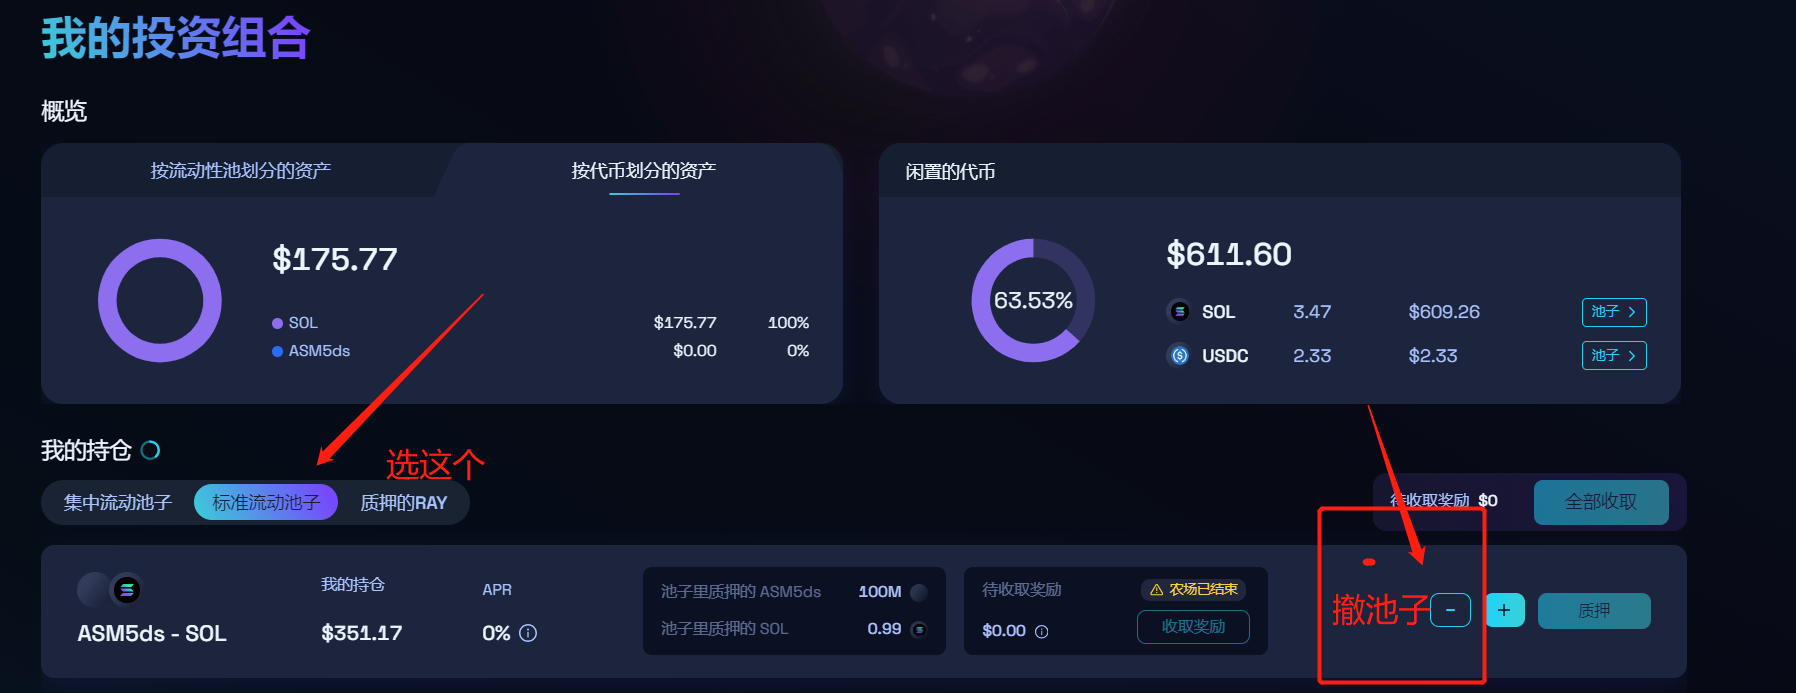 我的投资组合
概览
按流动性池划分的资产
按代币划分的资产
$175.77
SOL $175.77 100%
ASM5ds $0.00 0%
闲置的代币
63.53%
$611.60
SOL 3.47 $609.26 池子
USDC 2.33 $2.33 池子
我的持仓
选这个
集中流动池子 标准流动池子 质押的RAY
待收取奖励 $0 全部收取
ASM5ds - SOL
我的持仓
$351.17
APR
0%
池子里质押的 ASM5ds 100M
池子里质押的 SOL 0.99
待收取奖励 农场已结束
$0.00 收取奖励
撤池子 - + 质押